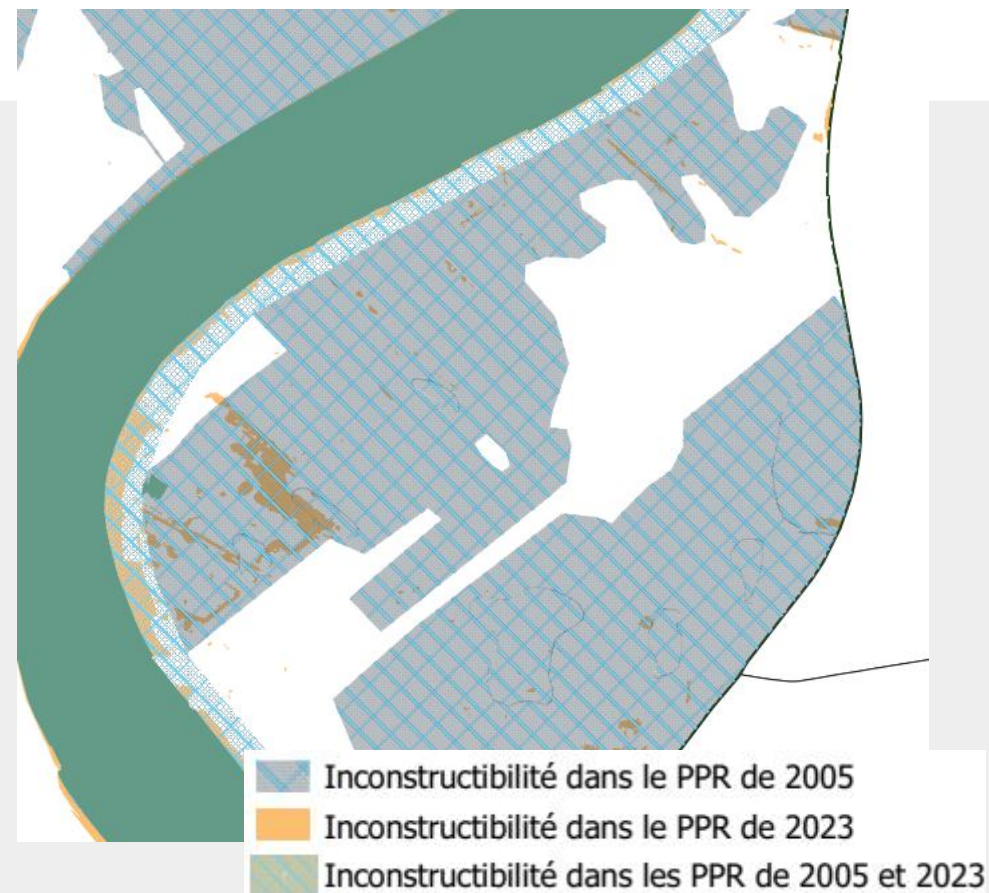 Inconstructibilité dans le PPR de 2005
Inconstructibilité dans le PPR de 2023
Inconstructibilité dans les PPR de 2005 et 2023